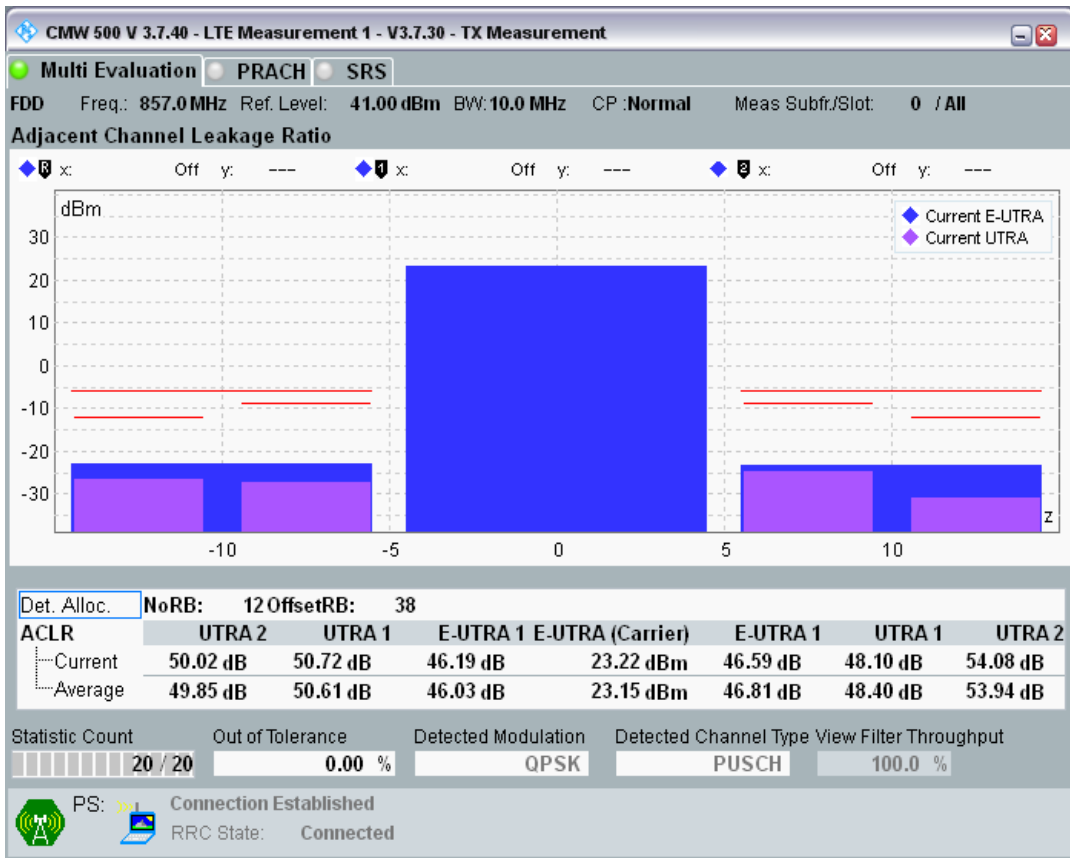 CMW 500 V 3.7.40 - LTE Measurement 1 - V3.7.30 - TX Measurement
Multi Evaluation PRACH SRS
FDD Freq.: 857.0 MHz Ref. Level: 41.00 dBm BW: 10.0 MHz CP :Normal Meas Subfr./Slot: 0 / All
Adjacent Channel Leakage Ratio
R x: Off y: --- 1 x: Off y: --- 2 x: Off y: ---
dBm
Current E-UTRA
Current UTRA
30
20
10
0
-10
-20
-30
z
-10 -5 0 5 10
Det. Alloc. NoRB: 12 OffsetRB: 38
ACLR UTRA 2 UTRA 1 E-UTRA 1 E-UTRA (Carrier) E-UTRA 1 UTRA 1 UTRA 2
Current 50.02 dB 50.72 dB 46.19 dB 23.22 dBm 46.59 dB 48.10 dB 54.08 dB
Average 49.85 dB 50.61 dB 46.03 dB 23.15 dBm 46.81 dB 48.40 dB 53.94 dB
Statistic Count Out of Tolerance Detected Modulation Detected Channel Type View Filter Throughput
20 / 20 0.00 % QPSK PUSCH 100.0 %
PS: Connection Established
RRC State: Connected